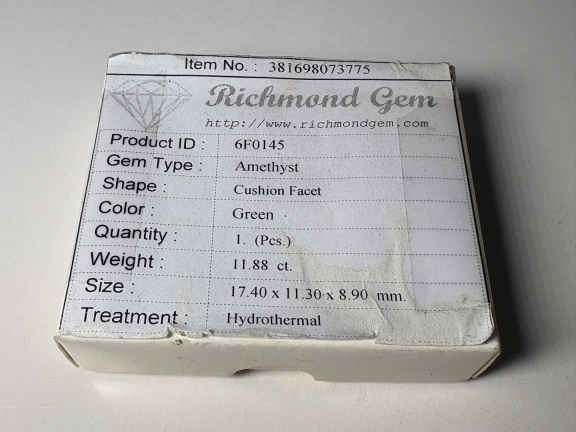 Item No. : 381698073775
Richmond Gem
http://www.richmondgem.com
Product ID : 6F0145
Gem Type : Amethyst
Shape : Cushion Facet
Color : Green
Quantity : 1. (Pcs.)
Weight : 11.88 ct.
Size : 17.40 x 11.30 x 8.90 mm.
Treatment : Hydrothermal